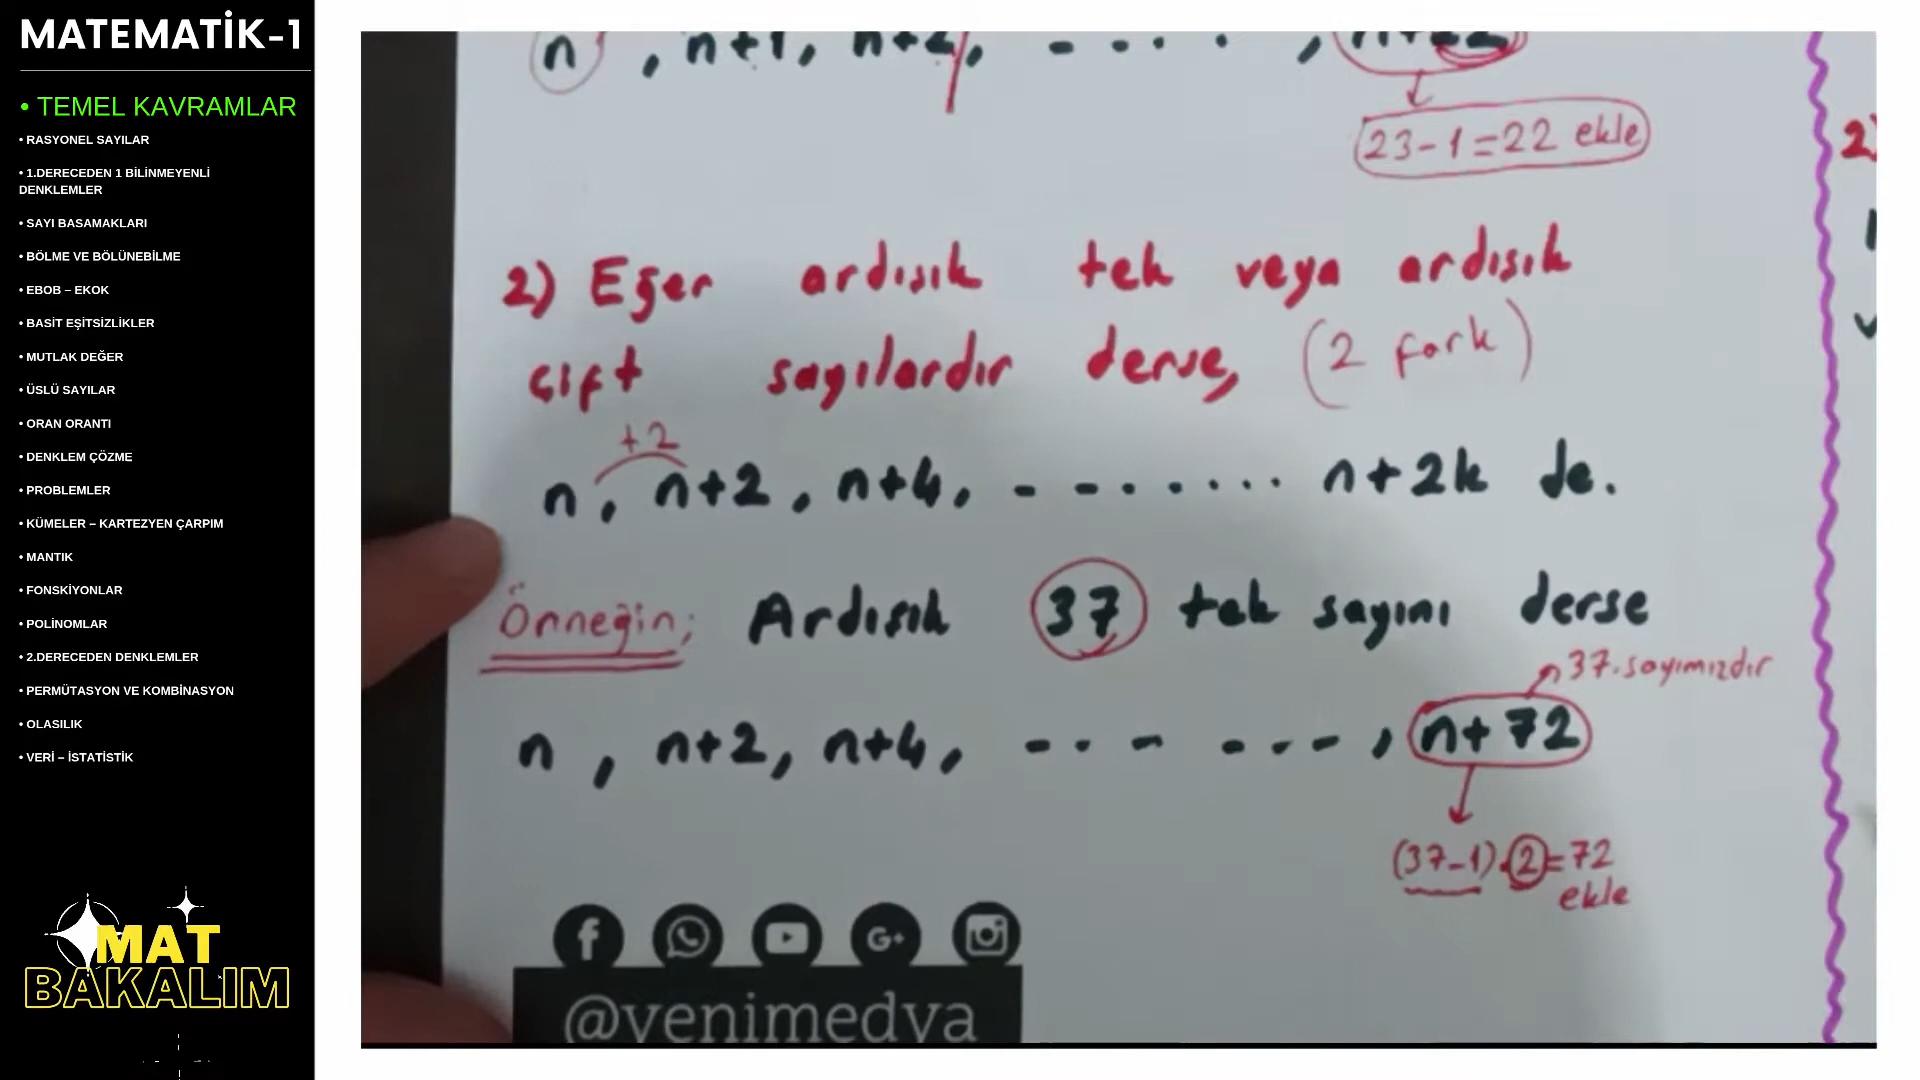 MATEMATİK-1
• TEMEL KAVRAMLAR
• RASYONEL SAYILAR
• 1.DERECEDEN 1 BİLİNMEYENLİ
DENKLEMLER
• SAYI BASAMAKLARI
• BÖLME VE BÖLÜNEBİLME
• EBOB – EKOK
• BASİT EŞİTSİZLİKLER
• MUTLAK DEĞER
• ÜSLÜ SAYILAR
• ORAN ORANTI
• DENKLEM ÇÖZME
• PROBLEMLER
• KÜMELER – KARTEZYEN ÇARPIM
• MANTIK
• FONSKİYONLAR
• POLİNOMLAR
• 2.DERECEDEN DENKLEMLER
• PERMÜTASYON VE KOMBİNASYON
• OLASILIK
• VERİ – İSTATİSTİK
MAT
BAKALIM
n , n+1, n+2, - - . . , n+22
23-1=22 ekle
2) Eğer ardışık tek veya ardışık
çift sayılardır derse, (2 fark)
+2
n, n+2, n+4, - - . . . . . . n+2k de.
Örneğin; Ardışık 37 tek sayını derse
37.sayımızdır
n, n+2, n+4, - . - - . - , n+72
(37-1).2=72
ekle
@yenimedya
2)